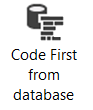 Code First
from
database